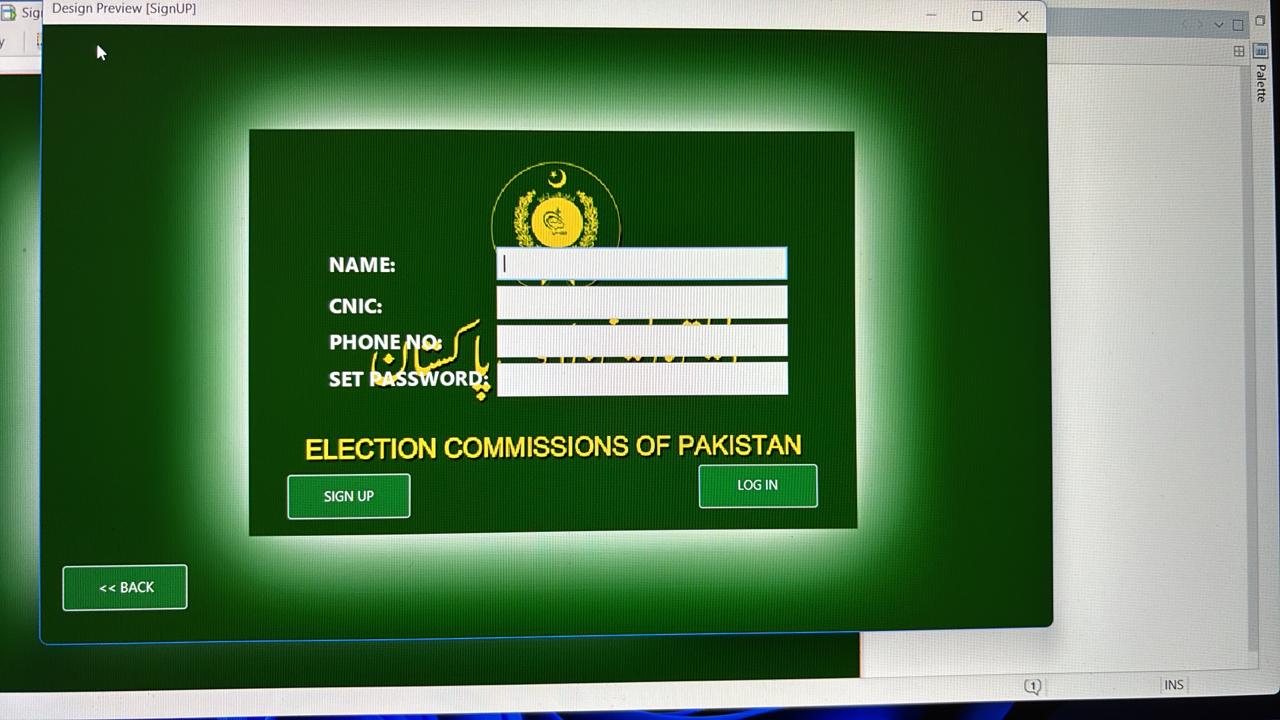 Design Preview [SignUP]
Palette
NAME:
CNIC:
PHONE NO:
پاکستان
SET PASSWORD:
ELECTION COMMISSIONS OF PAKISTAN
SIGN UP
LOG IN
<< BACK
1
INS